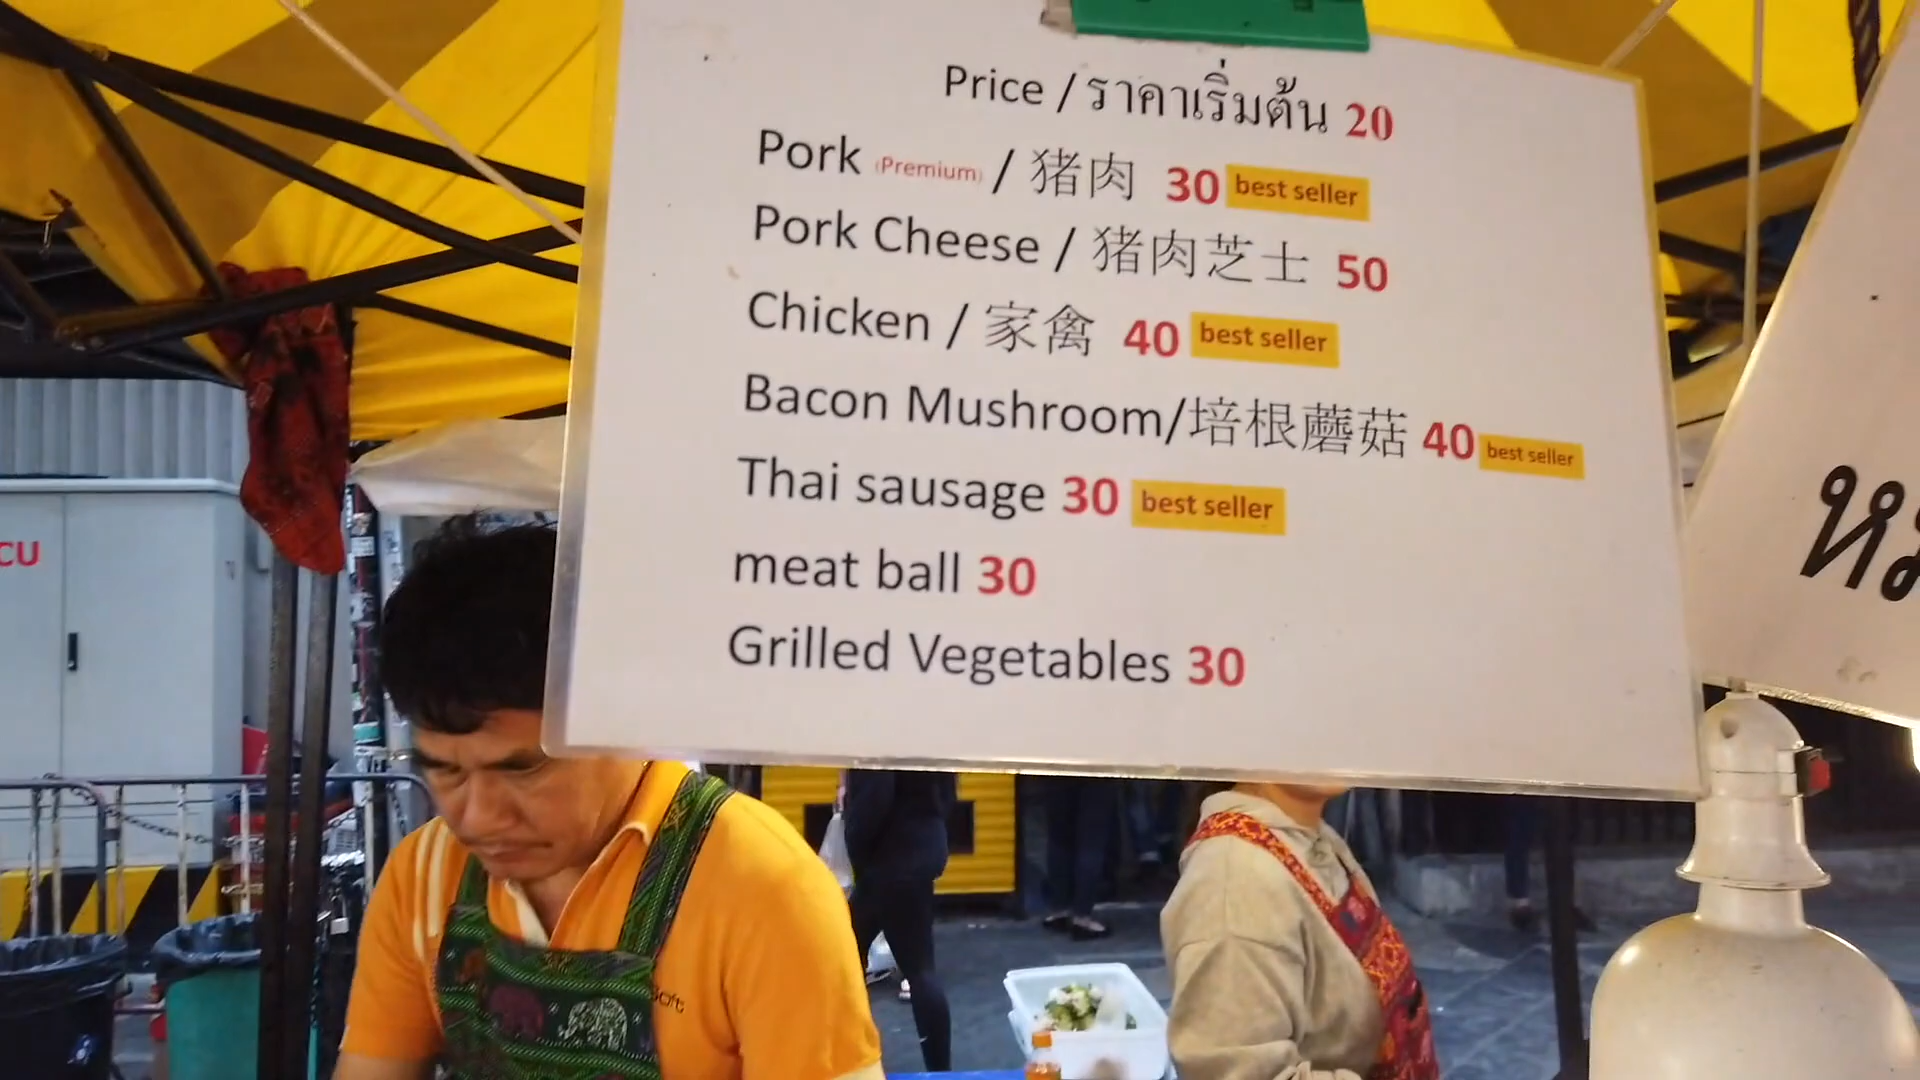 Price / ราคาเริ่มต้น 20
Pork (Premium) / 猪肉 30 best seller
Pork Cheese / 猪肉芝士 50
Chicken / 家禽 40 best seller
Bacon Mushroom/培根蘑菇 40 best seller
Thai sausage 30 best seller
meat ball 30
Grilled Vegetables 30
CU